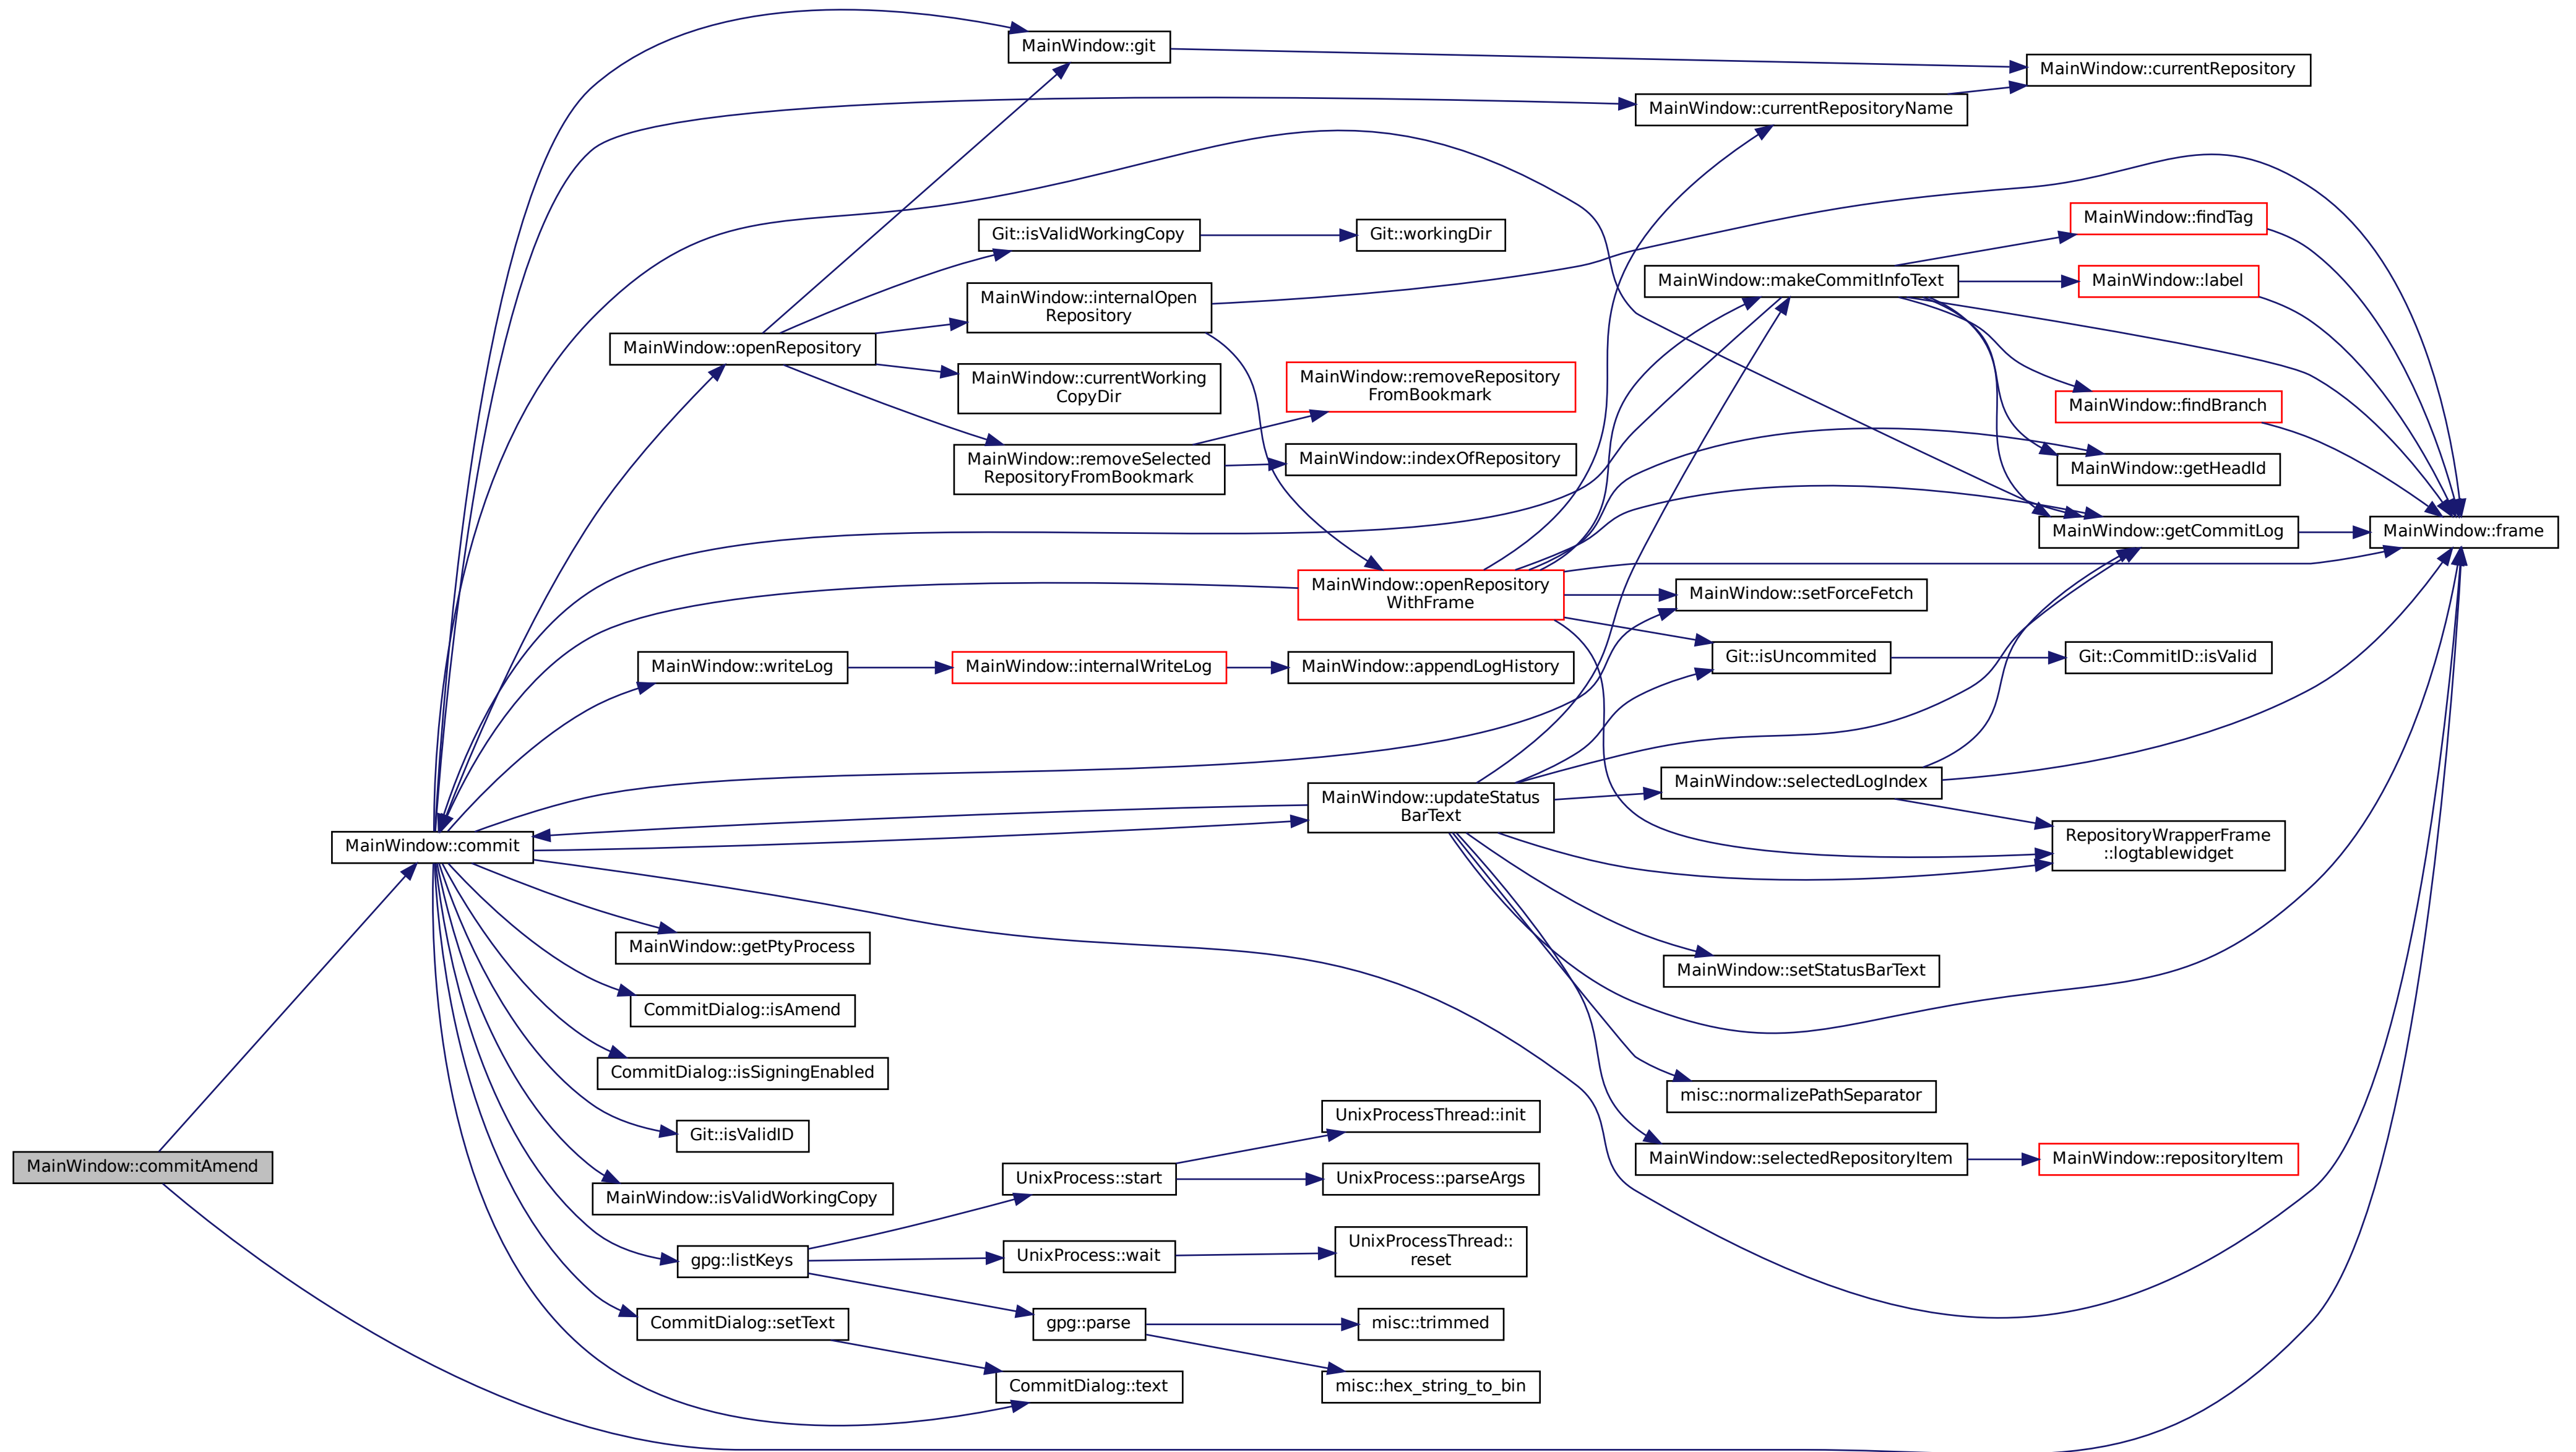 MainWindow::git
MainWindow::currentRepository
MainWindow::currentRepositoryName
MainWindow::findTag
Git::isValidWorkingCopy
Git::workingDir
MainWindow::makeCommitInfoText
MainWindow::label
MainWindow::internalOpen
Repository
MainWindow::openRepository
MainWindow::currentWorking
CopyDir
MainWindow::removeRepository
FromBookmark
MainWindow::findBranch
MainWindow::removeSelected
RepositoryFromBookmark
MainWindow::indexOfRepository
MainWindow::getHeadId
MainWindow::getCommitLog
MainWindow::frame
MainWindow::openRepository
WithFrame
MainWindow::setForceFetch
MainWindow::writeLog
MainWindow::internalWriteLog
MainWindow::appendLogHistory
Git::isUncommited
Git::CommitID::isValid
MainWindow::selectedLogIndex
MainWindow::updateStatus
BarText
MainWindow::commit
RepositoryWrapperFrame
::logtablewidget
MainWindow::getPtyProcess
MainWindow::setStatusBarText
CommitDialog::isAmend
CommitDialog::isSigningEnabled
misc::normalizePathSeparator
UnixProcessThread::init
Git::isValidID
MainWindow::commitAmend
UnixProcess::start
UnixProcess::parseArgs
MainWindow::selectedRepositoryItem
MainWindow::repositoryItem
MainWindow::isValidWorkingCopy
gpg::listKeys
UnixProcess::wait
UnixProcessThread::
reset
CommitDialog::setText
gpg::parse
misc::trimmed
CommitDialog::text
misc::hex_string_to_bin